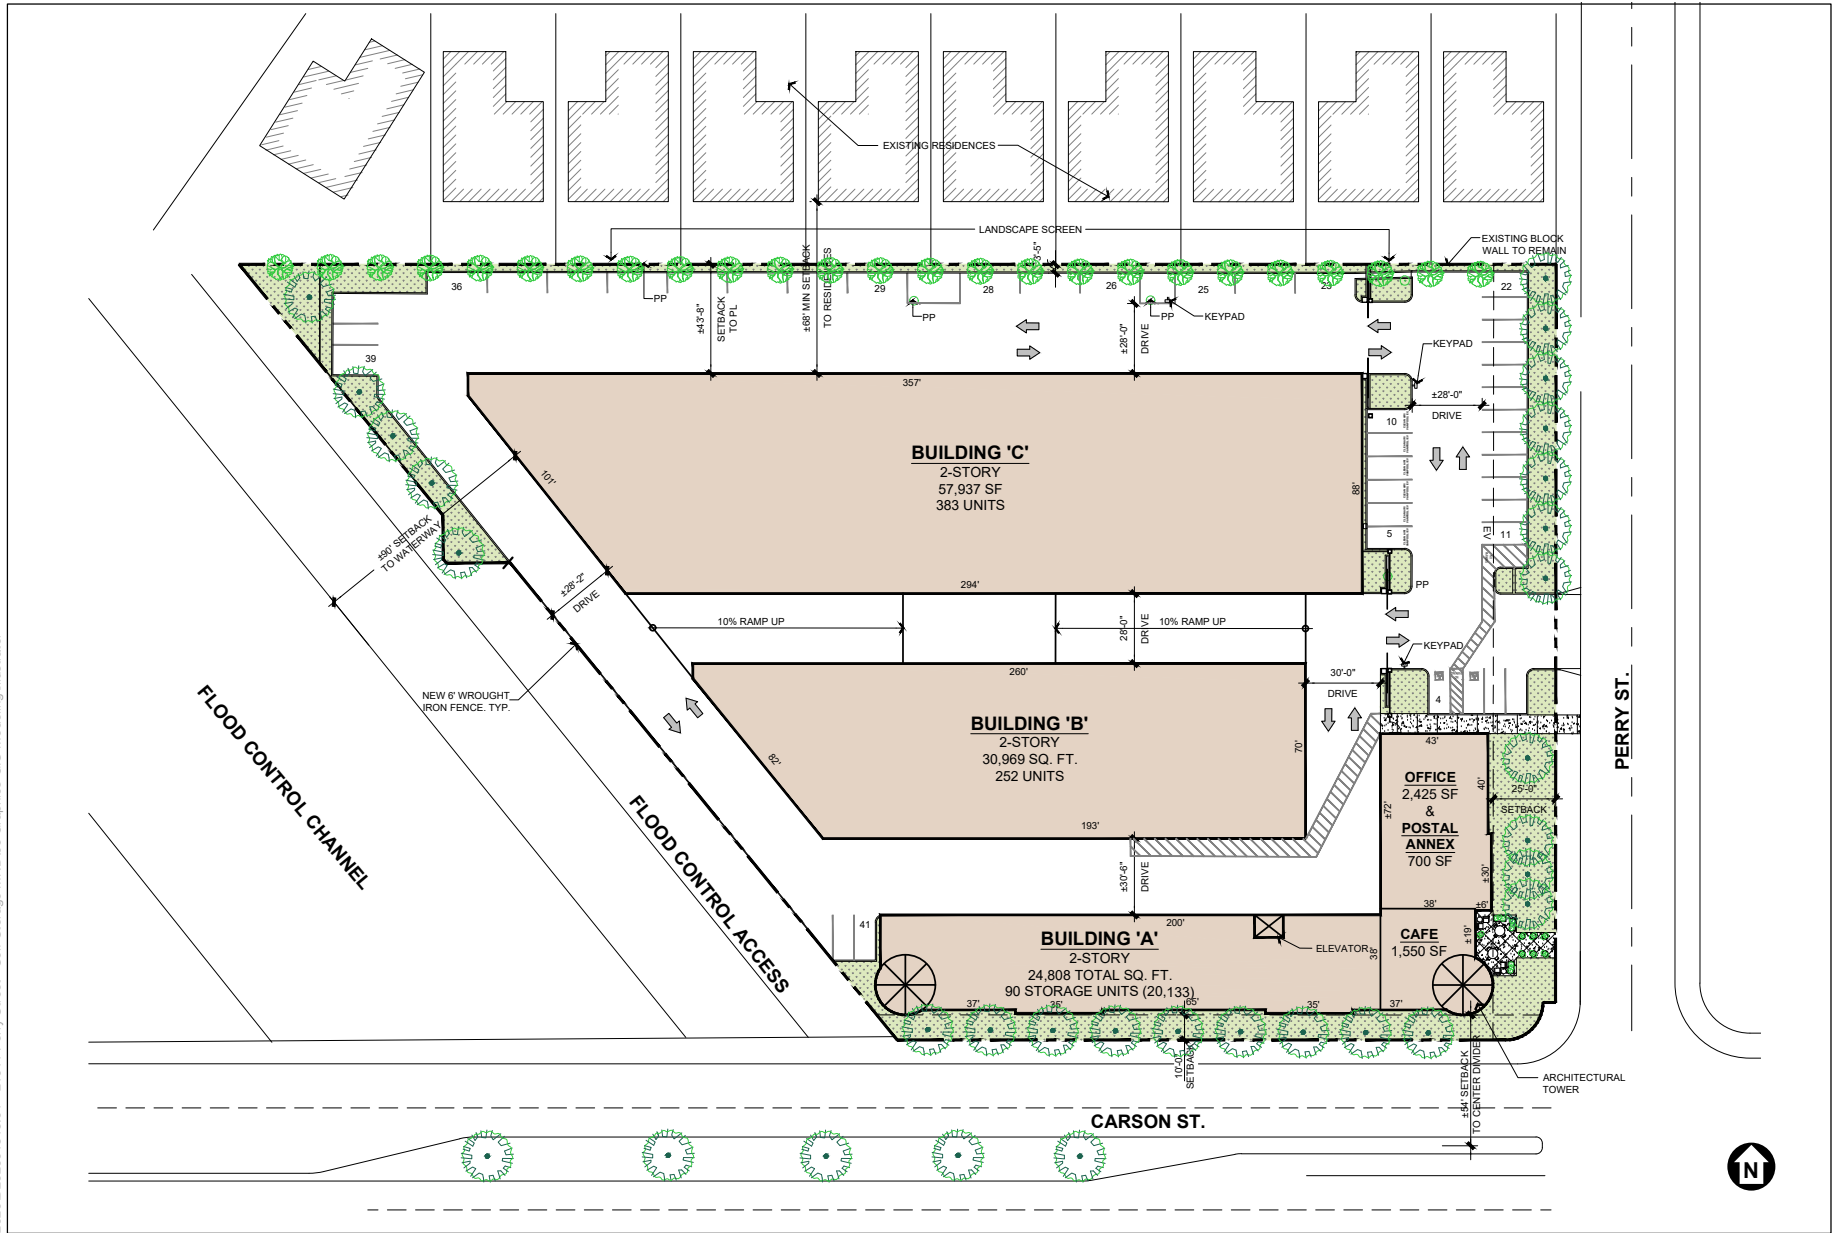 EXISTING RESIDENCES
LANDSCAPE SCREEN
EXISTING BLOCK
WALL TO REMAIN
3'-5"
±68' MIN SETBACK
TO RESIDENCES
±43'-8"
SETBACK
TO PL
36
PP
29
PP
28
26
PP
25
KEYPAD
23
22
±28'-0"
DRIVE
KEYPAD
±28'-0"
DRIVE
39
357'
10
BUILDING 'C'
2-STORY
57,937 SF
383 UNITS
101'
88'
5
EV
11
±90' SETBACK
TO WATERWAY
±28'-2"
DRIVE
294'
PP
10% RAMP UP
28'-0"
DRIVE
10% RAMP UP
KEYPAD
260'
30'-0"
DRIVE
4
NEW 6' WROUGHT
IRON FENCE. TYP.
BUILDING 'B'
2-STORY
30,969 SQ. FT.
252 UNITS
82'
70'
193'
43'
OFFICE
2,425 SF
&
POSTAL
ANNEX
700 SF
40'
25'-0"
SETBACK
±72'
±30'
PERRY ST.
FLOOD CONTROL CHANNEL
FLOOD CONTROL ACCESS
±30'-6"
DRIVE
41
200'
BUILDING 'A'
2-STORY
24,808 TOTAL SQ. FT.
90 STORAGE UNITS (20,133)
ELEVATOR
38'
38'
±6'
CAFE
1,550 SF
±19'
37'
35'
65'
35'
37'
10'-0"
SETBACK
±54' SETBACK
TO CENTER DIVIDER
ARCHITECTURAL
TOWER
CARSON ST.
N